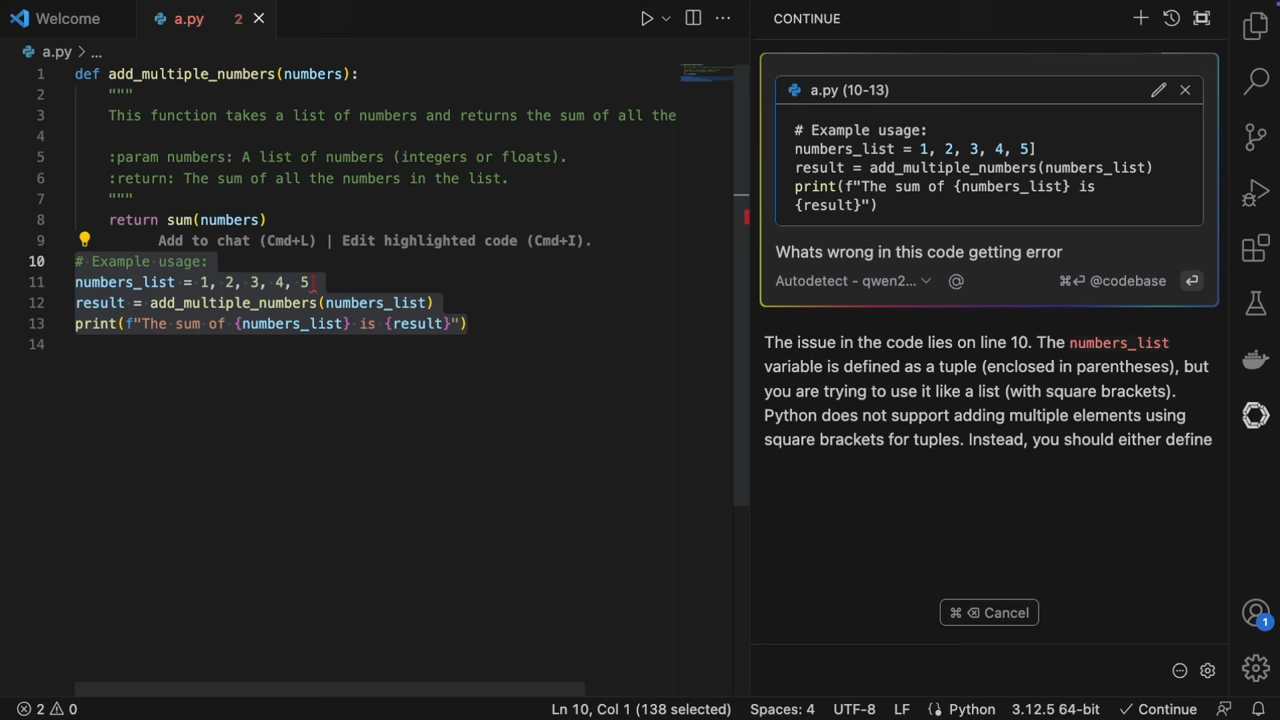 Welcome
a.py 2
a.py > ...
1 def add_multiple_numbers(numbers):
2 """
3 This function takes a list of numbers and returns the sum of all the
4
5 :param numbers: A list of numbers (integers or floats).
6 :return: The sum of all the numbers in the list.
7 """
8 return sum(numbers)
9 Add to chat (Cmd+L) | Edit highlighted code (Cmd+I).
10 # Example usage:
11 numbers_list = 1, 2, 3, 4, 5
12 result = add_multiple_numbers(numbers_list)
13 print(f"The sum of {numbers_list} is {result}")
14
CONTINUE
a.py (10-13)
# Example usage:
numbers_list = 1, 2, 3, 4, 5]
result = add_multiple_numbers(numbers_list)
print(f"The sum of {numbers_list} is
{result}")
Whats wrong in this code getting error
Autodetect - qwen2... @ ⌘⏎ @codebase
The issue in the code lies on line 10. The numbers_list
variable is defined as a tuple (enclosed in parentheses), but
you are trying to use it like a list (with square brackets).
Python does not support adding multiple elements using
square brackets for tuples. Instead, you should either define
⌘ ⌫ Cancel
1
2 0 Ln 10, Col 1 (138 selected) Spaces: 4 UTF-8 LF {} Python 3.12.5 64-bit ✓ Continue